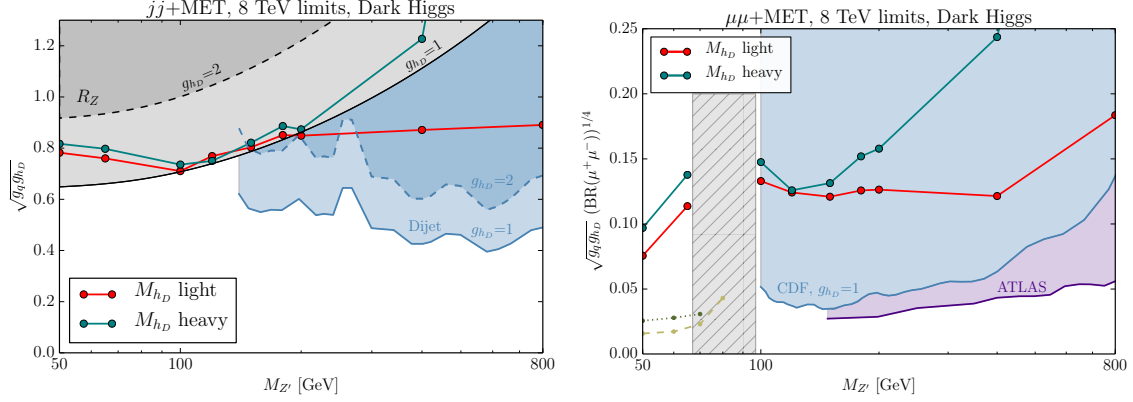 jj+MET, 8 TeV limits, Dark Higgs
√g_q g_{h_D}
1.2
1.0
0.8
0.6
0.4
0.2
0.0
R_Z
g_{h_D}=2
g_{h_D}=1
g_{h_D}=2
Dijet
g_{h_D}=1
M_{h_D} light
M_{h_D} heavy
50
100
800
M_{Z′} [GeV]
μμ+MET, 8 TeV limits, Dark Higgs
√g_q g_{h_D} (BR(μ⁺μ⁻))^{1/4}
0.25
0.20
0.15
0.10
0.05
0.00
M_{h_D} light
M_{h_D} heavy
CDF, g_{h_D}=1
ATLAS
50
100
800
M_{Z′} [GeV]